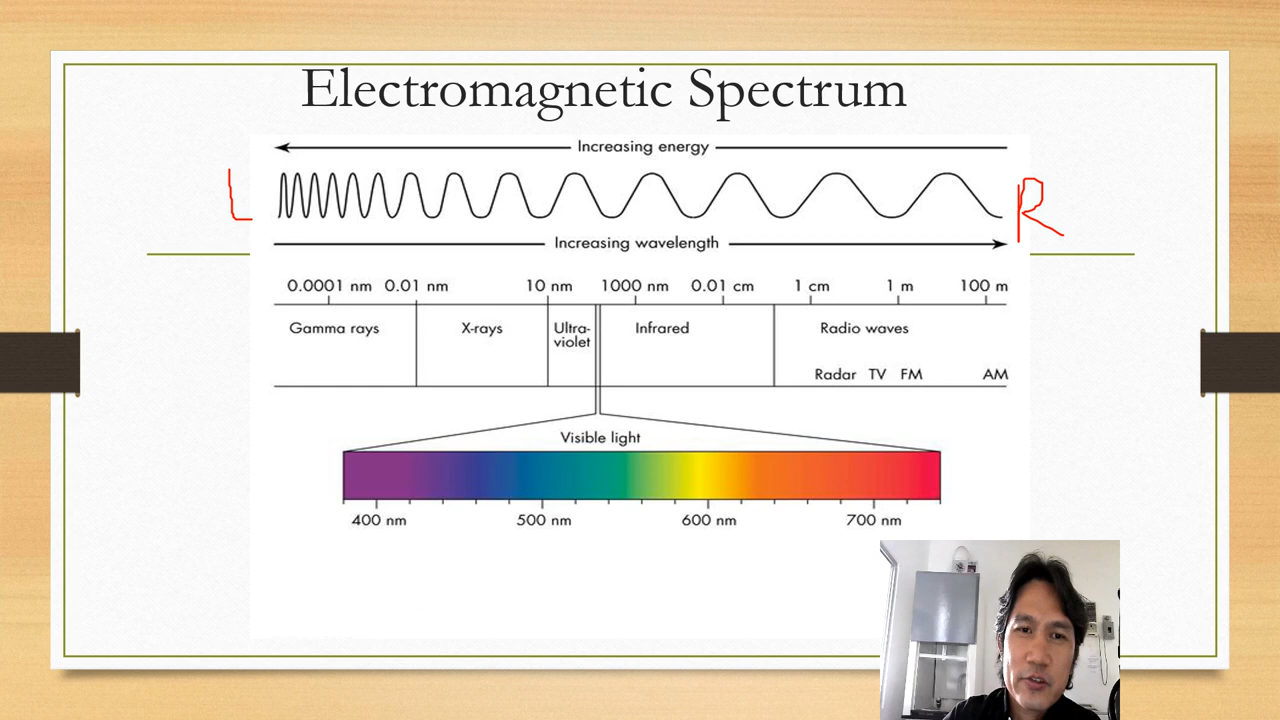 Electromagnetic Spectrum
Increasing energy
L R
Increasing wavelength
0.0001 nm 0.01 nm 10 nm 1000 nm 0.01 cm 1 cm 1 m 100 m
Gamma rays X-rays Ultra- Infrared Radio waves
violet
Radar TV FM AM
Visible light
400 nm 500 nm 600 nm 700 nm